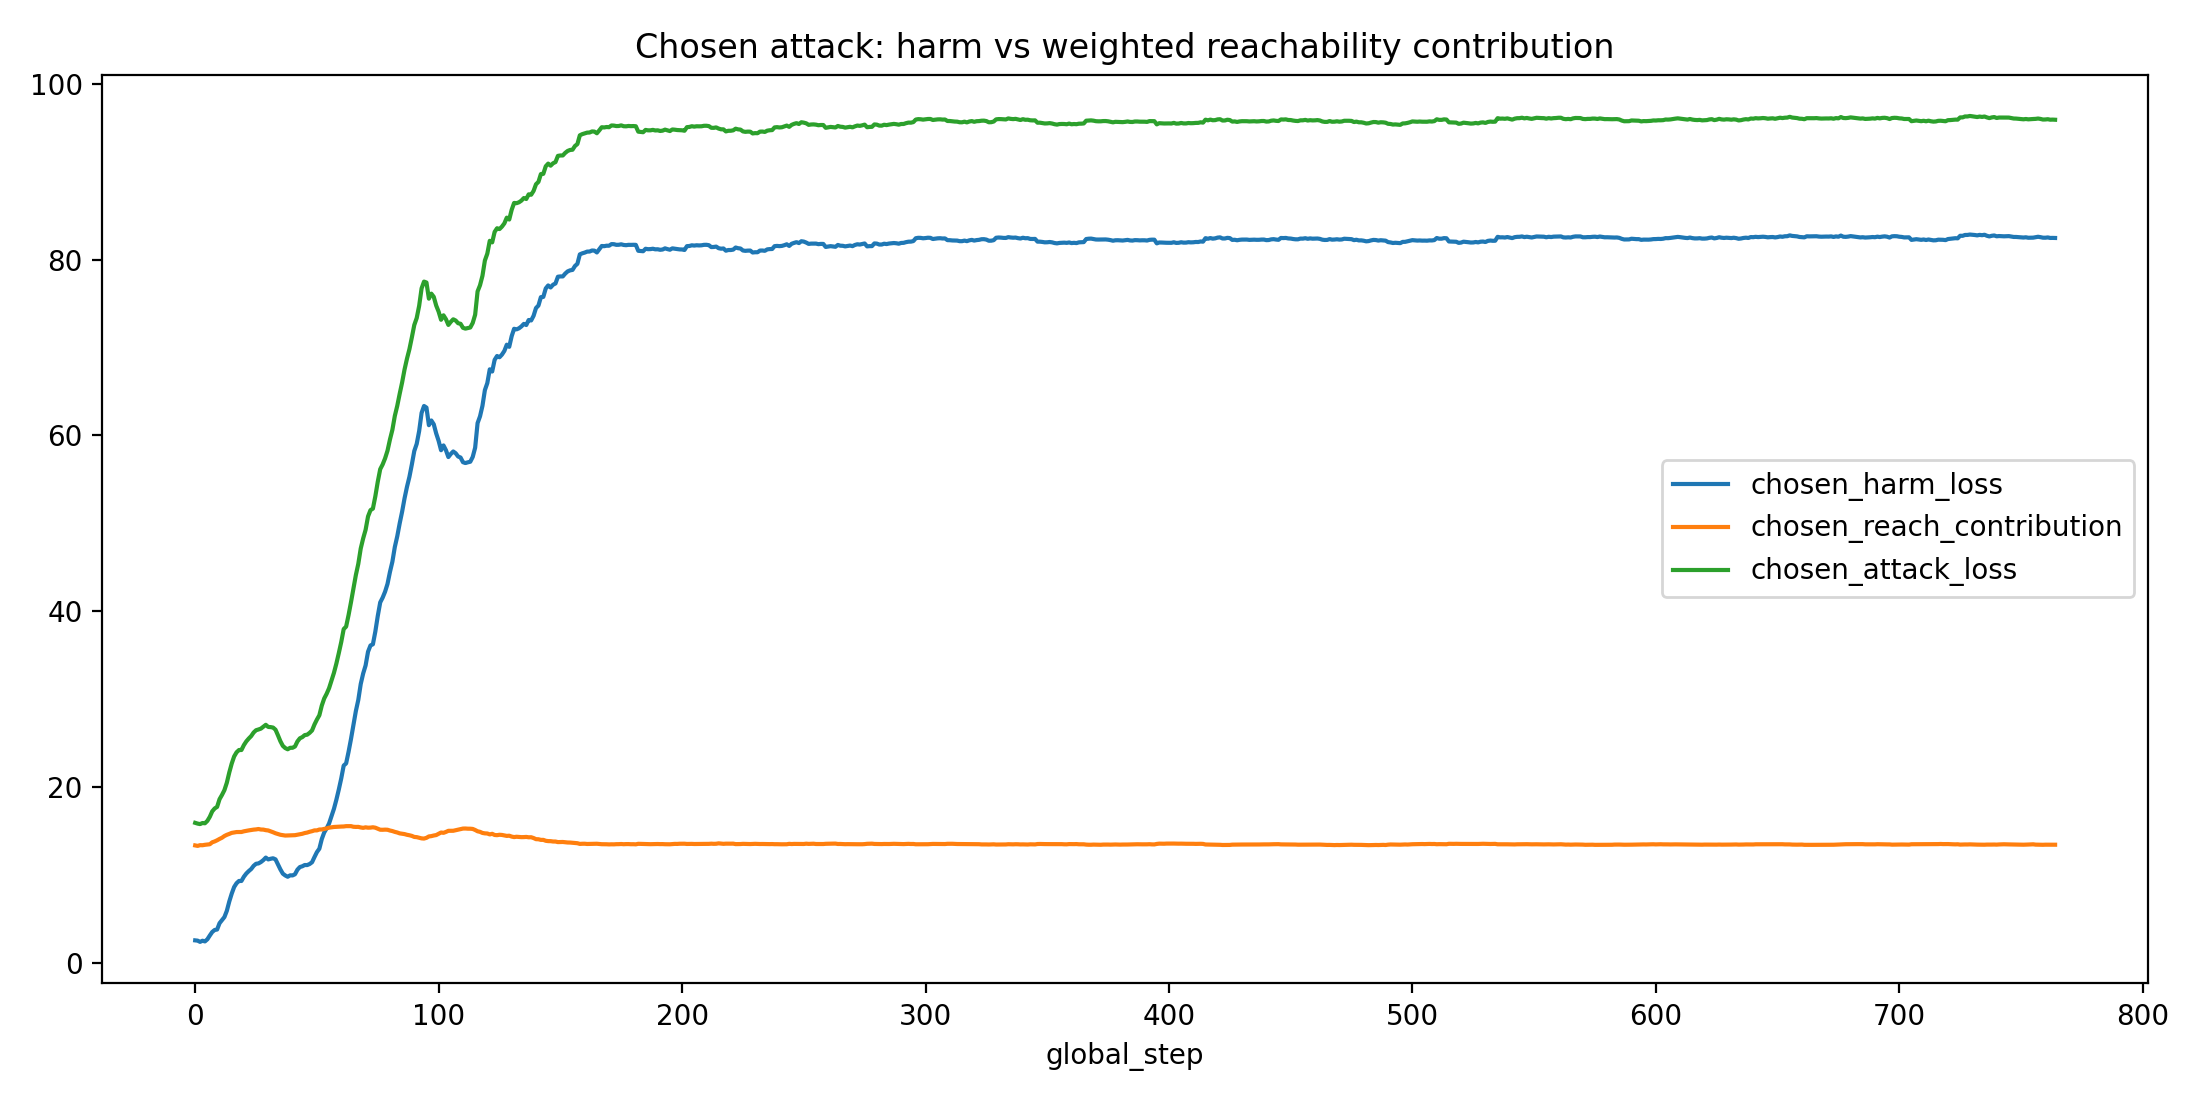 Chosen attack: harm vs weighted reachability contribution
100
80
60
40
20
0
chosen_harm_loss
chosen_reach_contribution
chosen_attack_loss
0 100 200 300 400 500 600 700 800
global_step